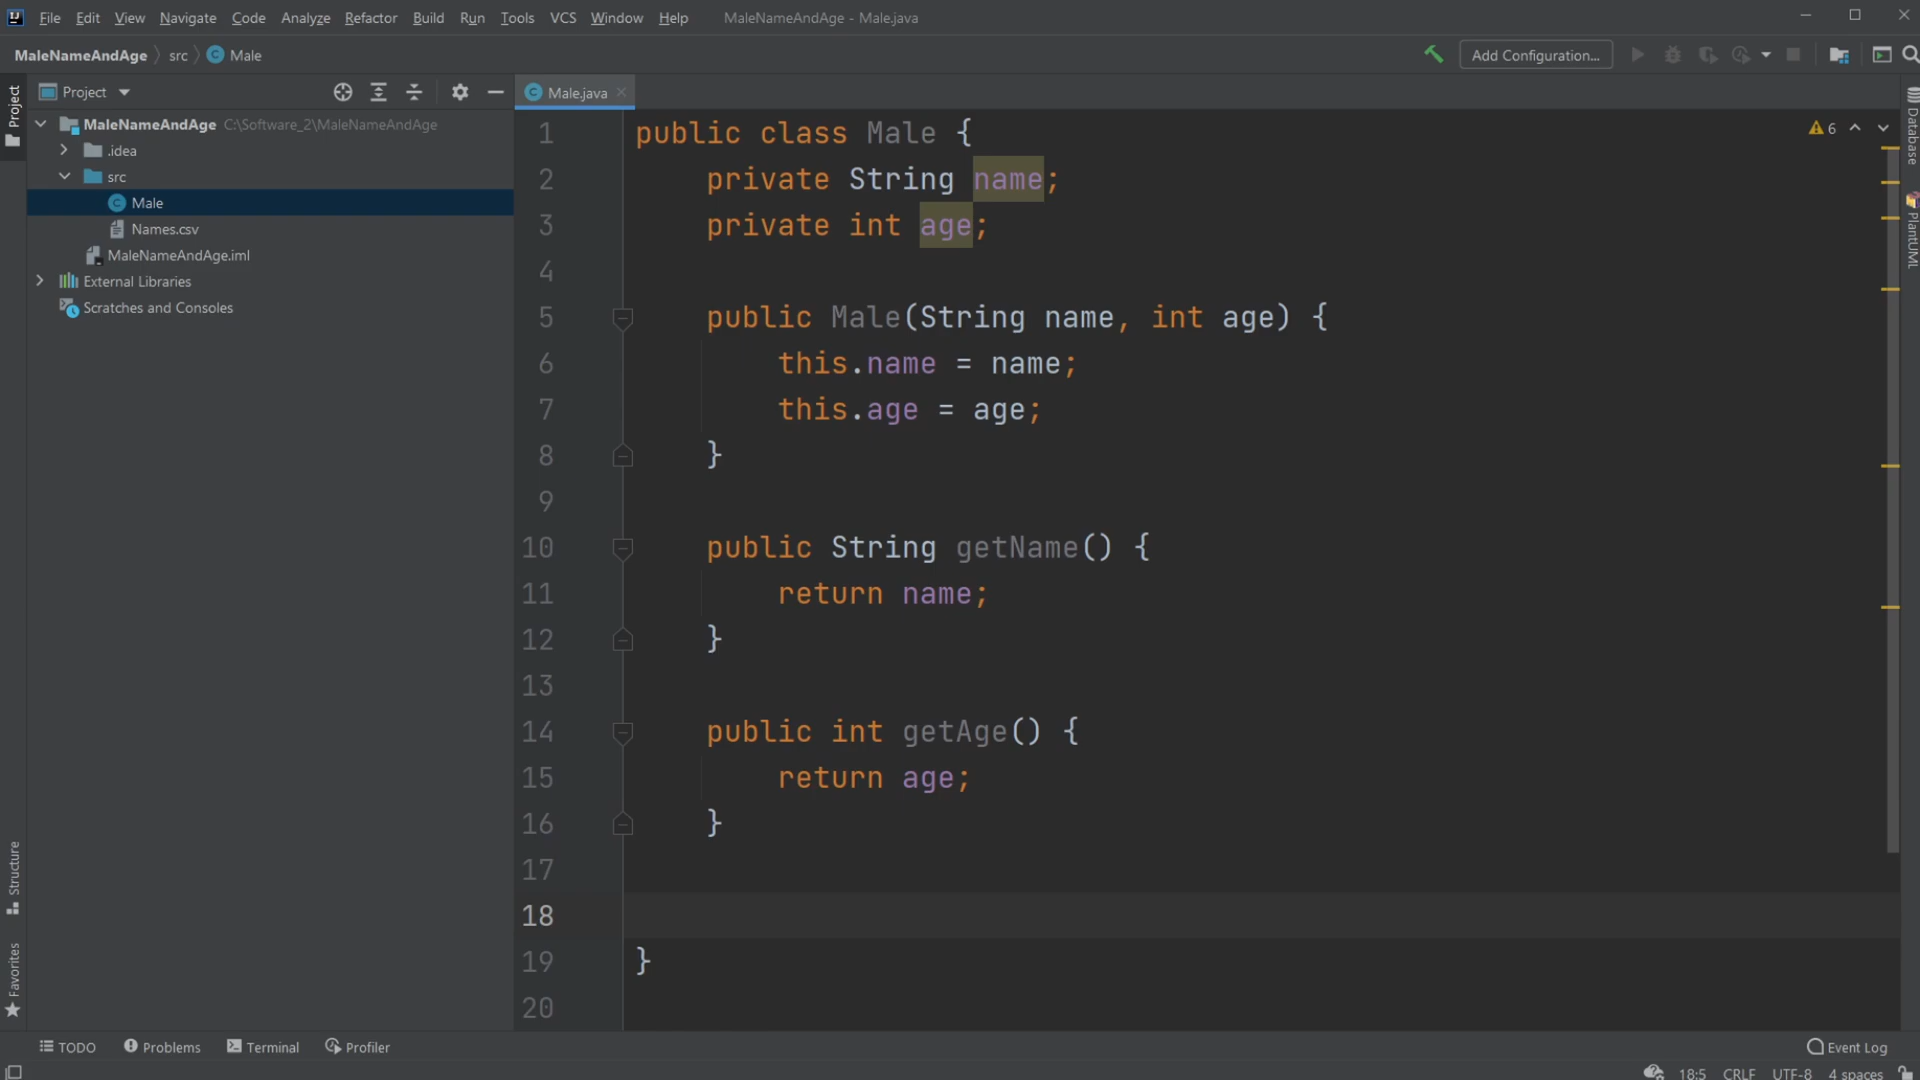 File Edit View Navigate Code Analyze Refactor Build Run Tools VCS Window Help MaleNameAndAge - Male.java
MaleNameAndAge src Male Add Configuration...
Project
Male.java
Project
MaleNameAndAge C:\Software_2\MaleNameAndAge
.idea
src
Male
Names.csv
MaleNameAndAge.iml
External Libraries
Scratches and Consoles
Structure
Favorites
1 public class Male {
2 private String name;
3 private int age;
4
5 public Male(String name, int age) {
6 this.name = name;
7 this.age = age;
8 }
9
10 public String getName() {
11 return name;
12 }
13
14 public int getAge() {
15 return age;
16 }
17
18
19 }
20
6
Database
PlantUML
TODO Problems Terminal Profiler Event Log
18:5 CRLF UTF-8 4 spaces